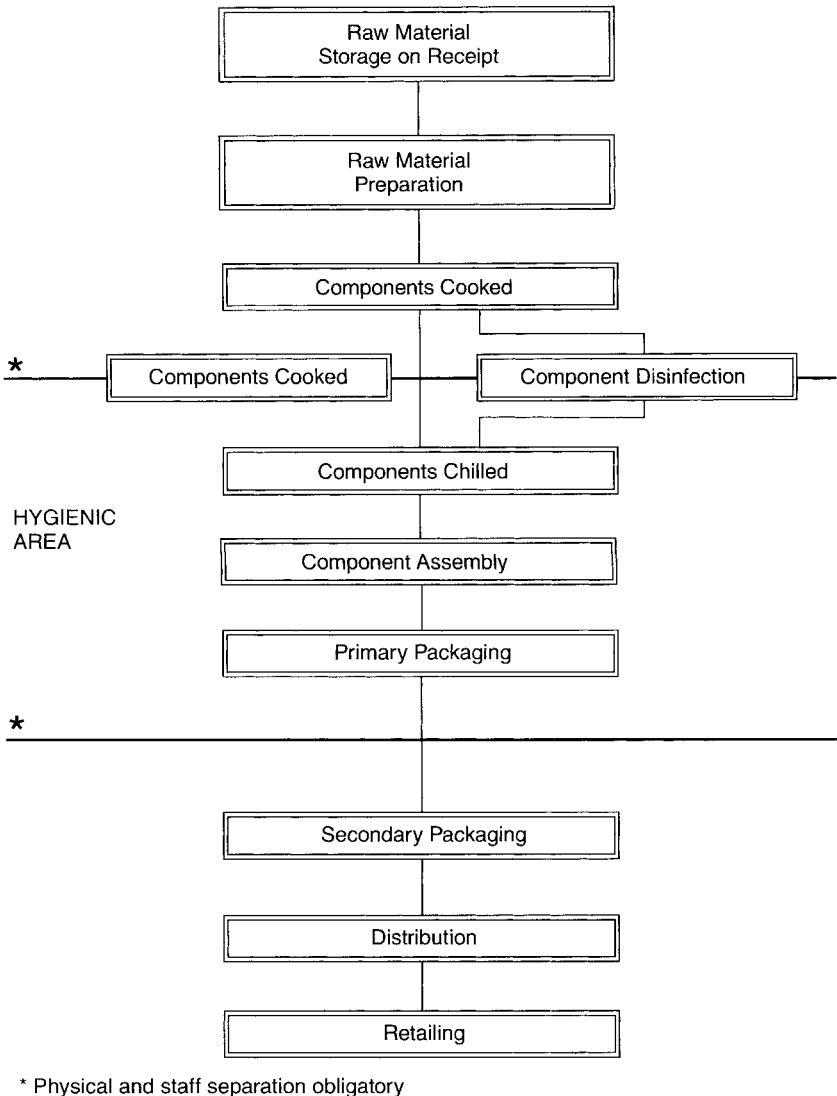 Raw Material
Storage on Receipt
Raw Material
Preparation
Components Cooked
*
Components Cooked
Component Disinfection
Components Chilled
HYGIENIC
AREA
Component Assembly
Primary Packaging
*
Secondary Packaging
Distribution
Retailing
* Physical and staff separation obligatory